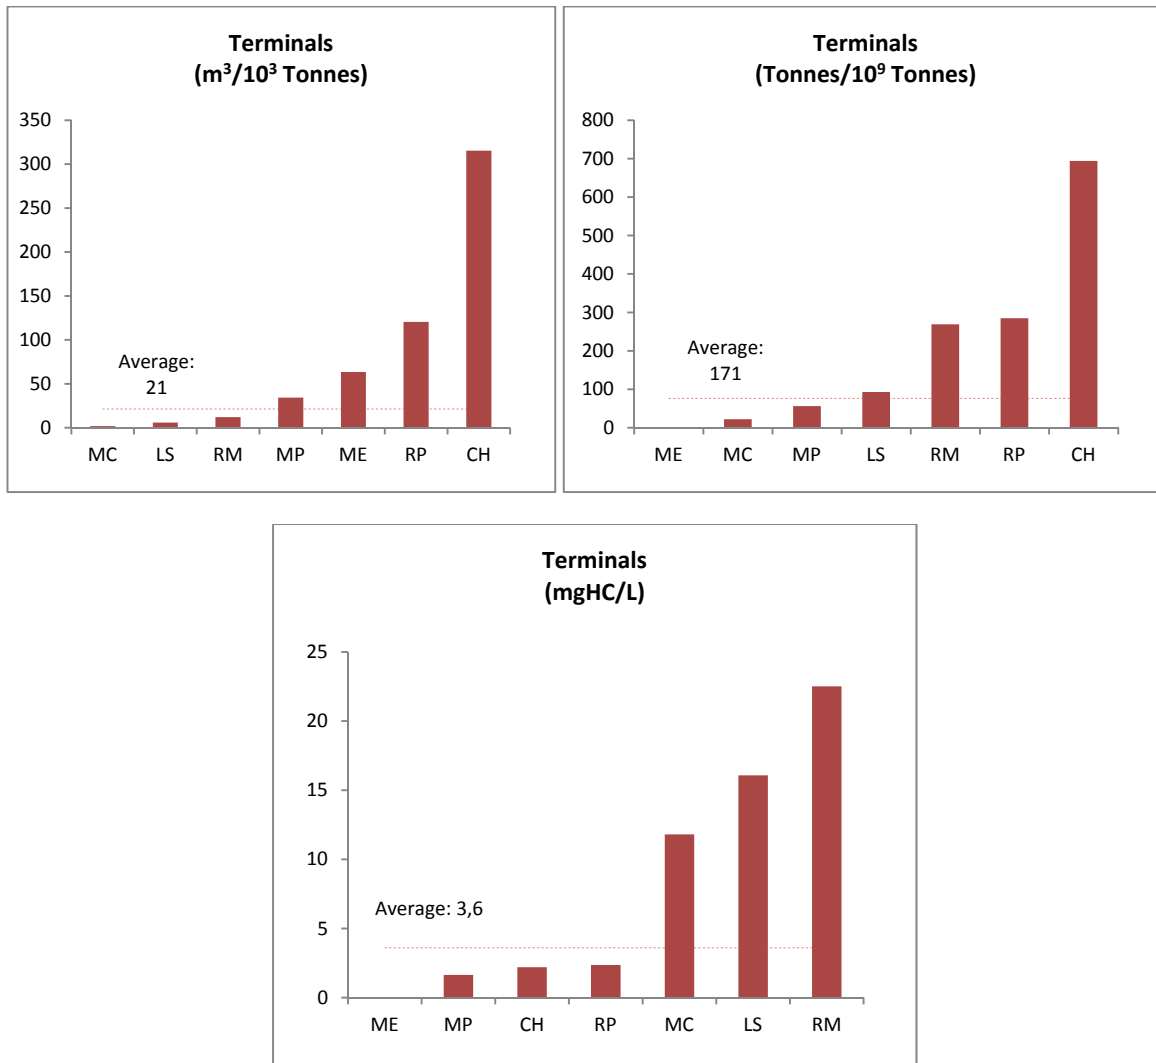 Terminals
(m³/10³ Tonnes)
350
300
250
200
150
100
50
0
Average:
21
MC LS RM MP ME RP CH
Terminals
(Tonnes/10⁹ Tonnes)
800
700
600
500
400
300
200
100
0
Average:
171
ME MC MP LS RM RP CH
Terminals
(mgHC/L)
25
20
15
10
5
0
Average: 3,6
ME MP CH RP MC LS RM